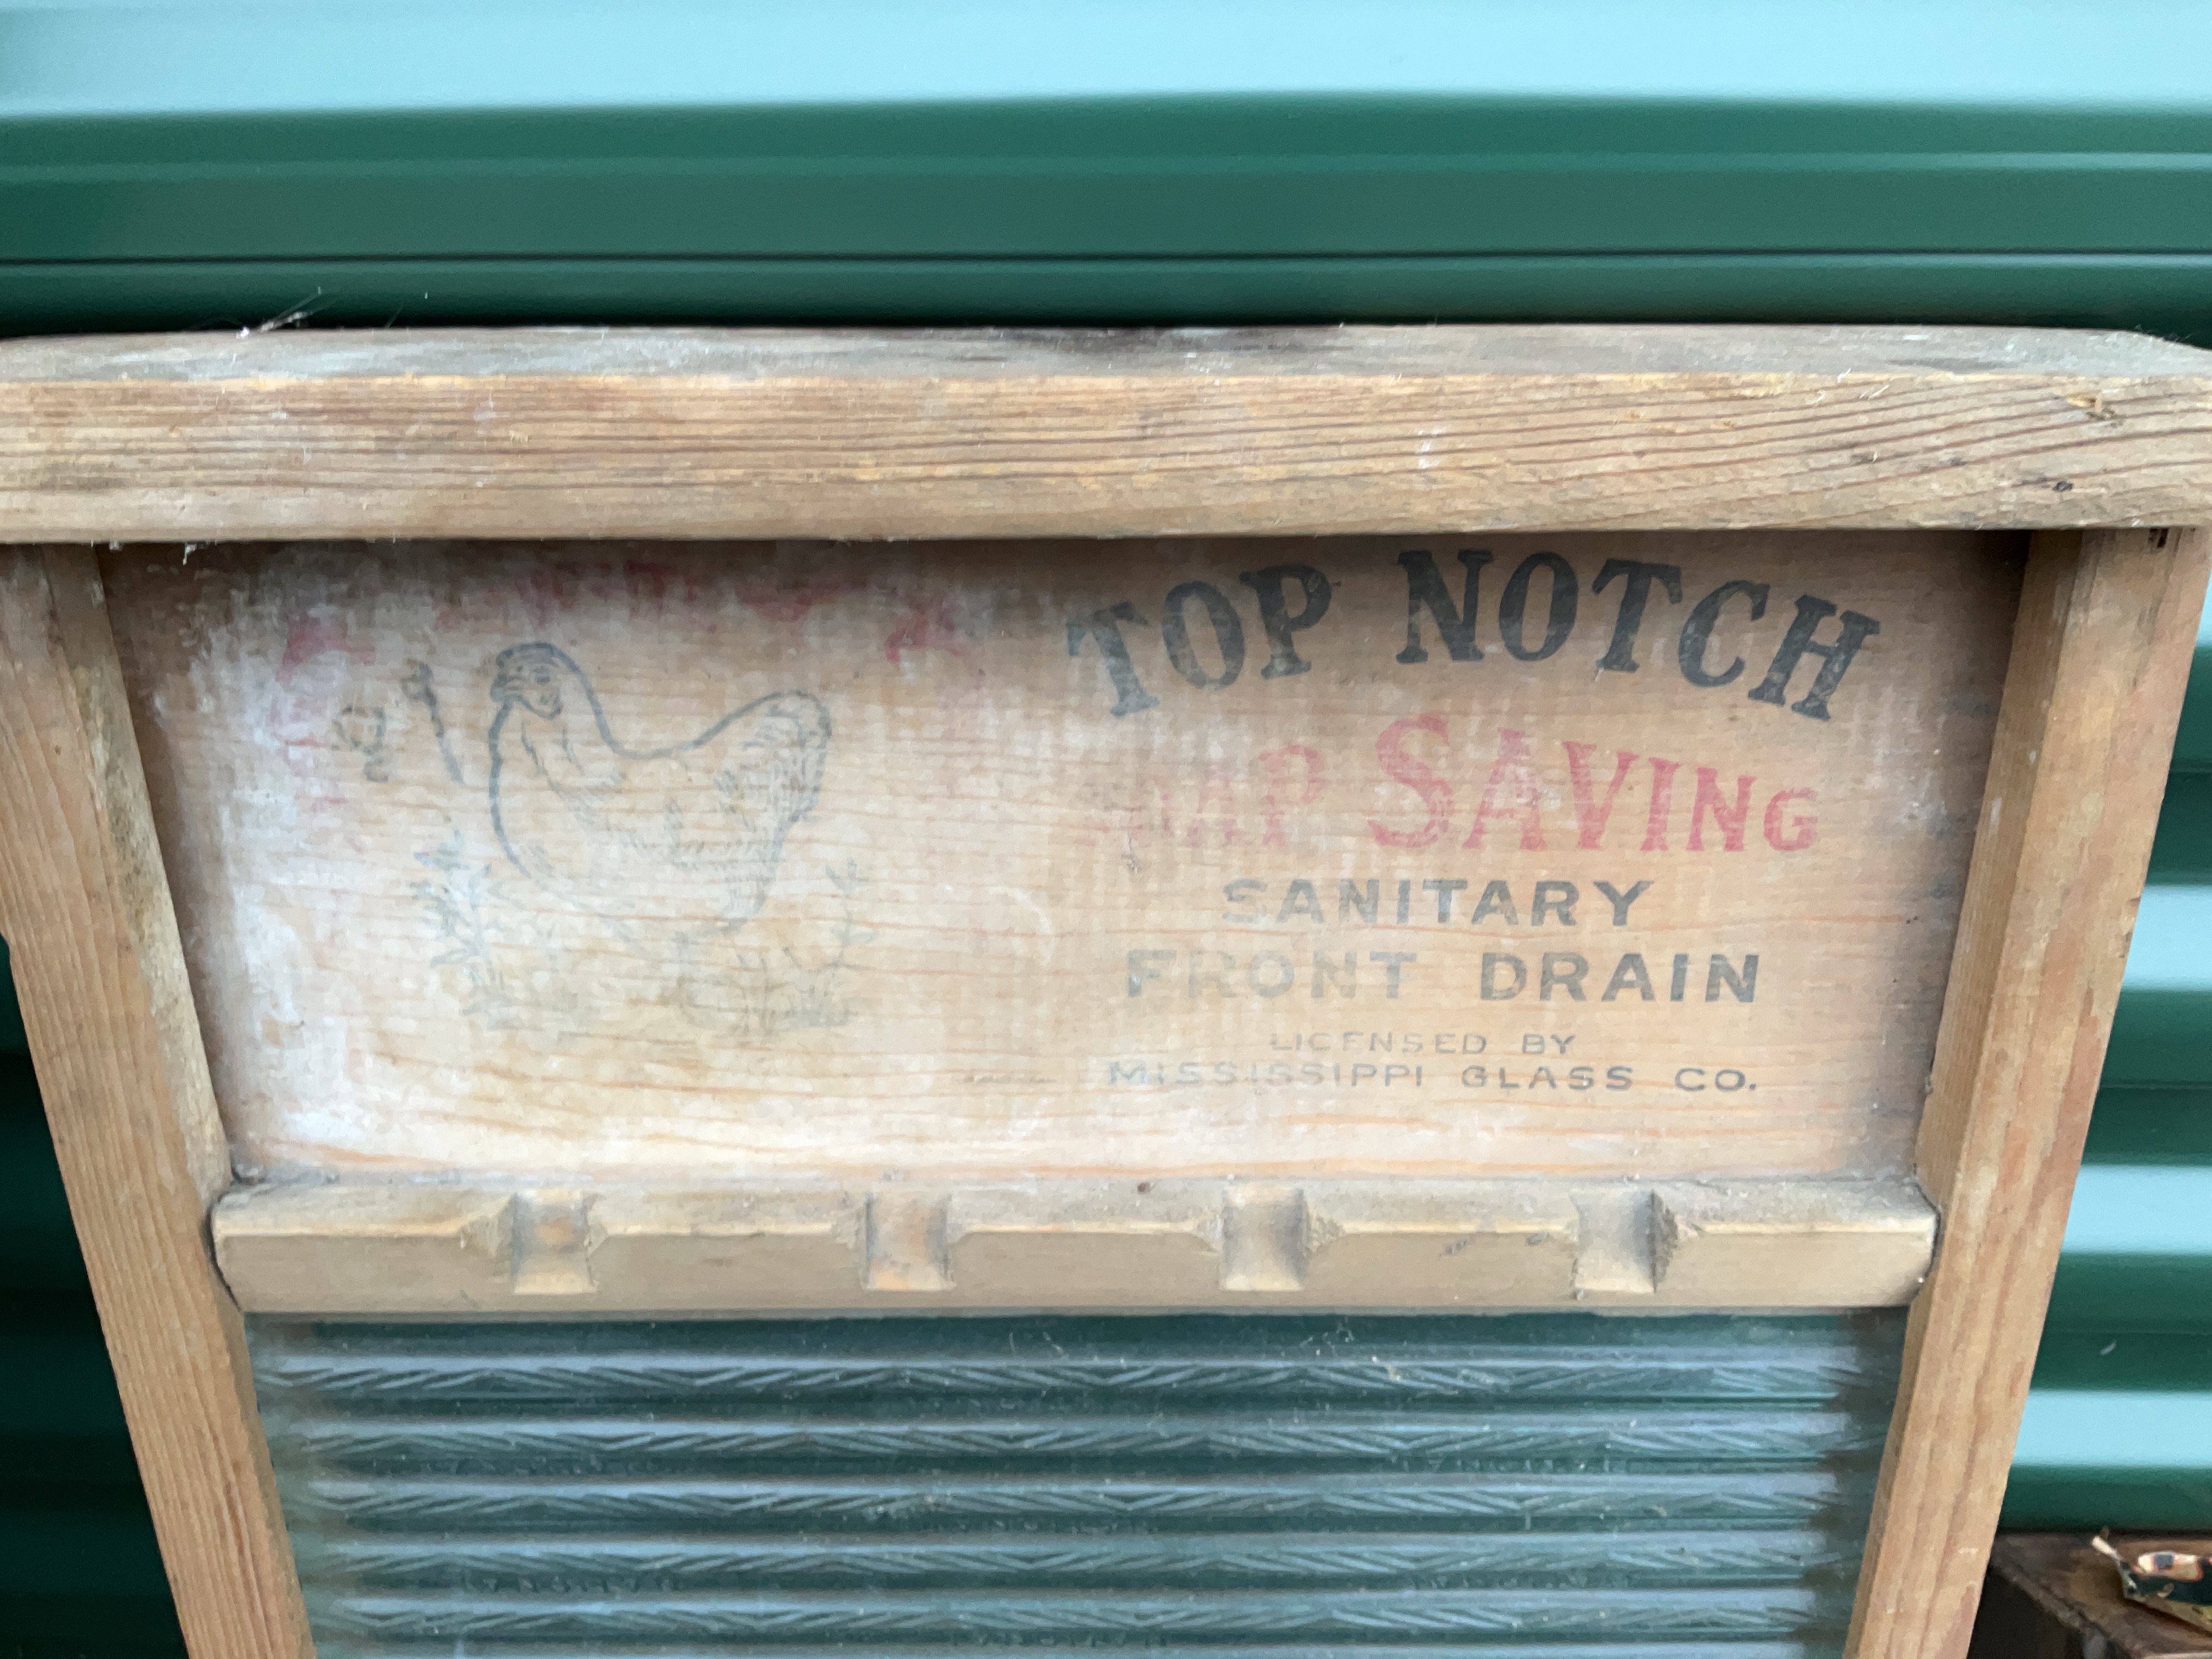 TOP NOTCH
SAVING
SANITARY
FRONT DRAIN
LICENSED BY
MISSISSIPPI GLASS CO.